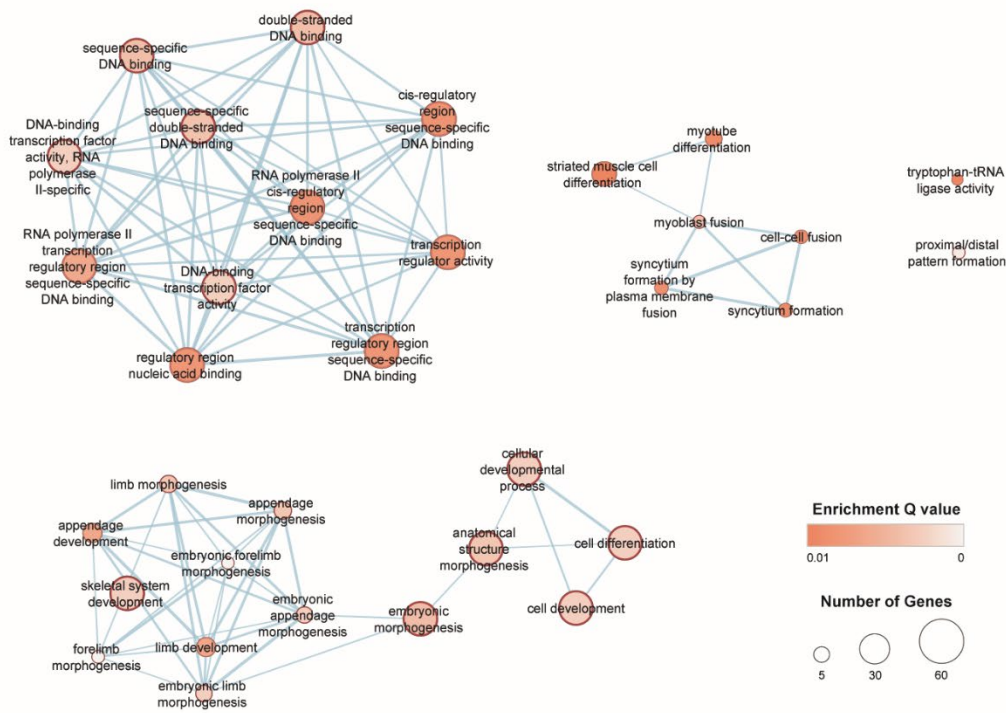 double-stranded
DNA binding
sequence-specific
DNA binding
cis-regulatory
region
sequence-specific
DNA binding
sequence-specific
double-stranded
DNA binding
DNA-binding
transcription factor
activity, RNA
polymerase
II-specific
RNA polymerase II
cis-regulatory
region
sequence-specific
DNA binding
RNA polymerase II
transcription
regulatory region
sequence-specific
DNA binding
transcription
regulator activity
DNA-binding
transcription factor
activity
transcription
regulatory region
sequence-specific
DNA binding
regulatory region
nucleic acid binding
myotube
differentiation
striated muscle cell
differentiation
myoblast fusion
cell-cell fusion
syncytium
formation by
plasma membrane
fusion
syncytium formation
tryptophan-tRNA
ligase activity
proximal/distal
pattern formation
limb morphogenesis
appendage
morphogenesis
appendage
development
embryonic forelimb
morphogenesis
skeletal system
development
embryonic
appendage
morphogenesis
limb development
forelimb
morphogenesis
embryonic limb
morphogenesis
cellular
developmental
process
anatomical
structure
morphogenesis
cell differentiation
cell development
embryonic
morphogenesis
Enrichment Q value
0.01 0
Number of Genes
5 30 60